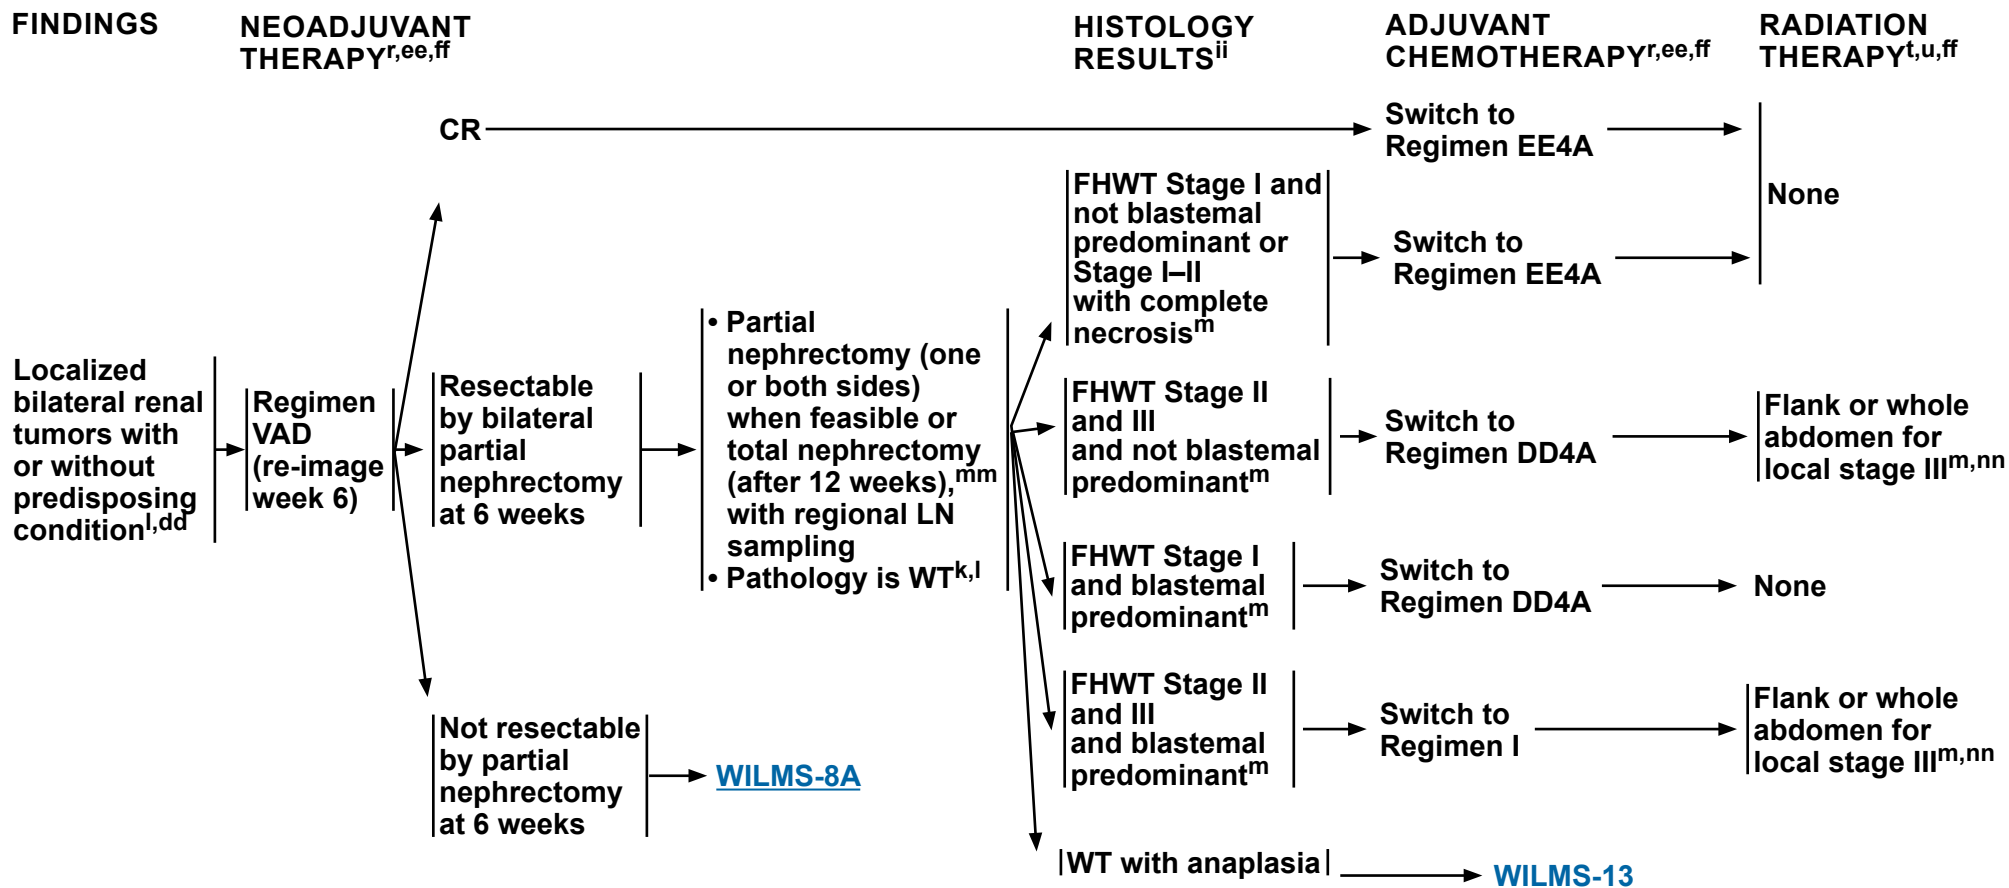 FINDINGS
NEOADJUVANT
THERAPYr,ee,ff
HISTOLOGY
RESULTSii
ADJUVANT
CHEMOTHERAPYr,ee,ff
RADIATION
THERAPYt,u,ff
Localized
bilateral renal
tumors with
or without
predisposing
conditionl,dd
Regimen
VAD
(re-image
week 6)
CR
Switch to
Regimen EE4A
None
Resectable
by bilateral
partial
nephrectomy
at 6 weeks
• Partial
nephrectomy (one
or both sides)
when feasible or
total nephrectomy
(after 12 weeks),mm
with regional LN
sampling
• Pathology is WTk,l
FHWT Stage I and
not blastemal
predominant or
Stage I–II
with complete
necrosism
Switch to
Regimen EE4A
FHWT Stage II
and III
and not blastemal
predominantm
Switch to
Regimen DD4A
Flank or whole
abdomen for
local stage IIIm,nn
FHWT Stage I
and blastemal
predominantm
Switch to
Regimen DD4A
None
FHWT Stage II
and III
and blastemal
predominantm
Switch to
Regimen I
Flank or whole
abdomen for
local stage IIIm,nn
WT with anaplasia
WILMS-13
Not resectable
by partial
nephrectomy
at 6 weeks
WILMS-8A